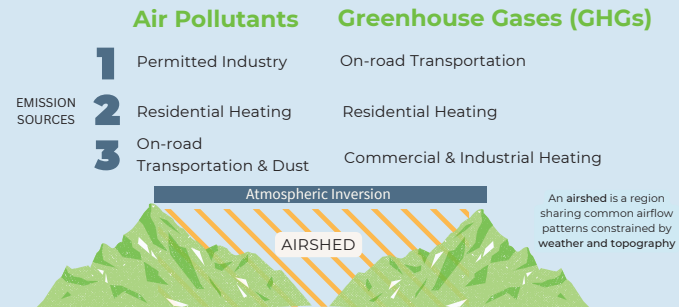 Air Pollutants
Greenhouse Gases (GHGs)
EMISSION
SOURCES
1
Permitted Industry
On-road Transportation
2
Residential Heating
Residential Heating
3
On-road
Transportation & Dust
Commercial & Industrial Heating
Atmospheric Inversion
AIRSHED
An airshed is a region
sharing common airflow
patterns constrained by
weather and topography